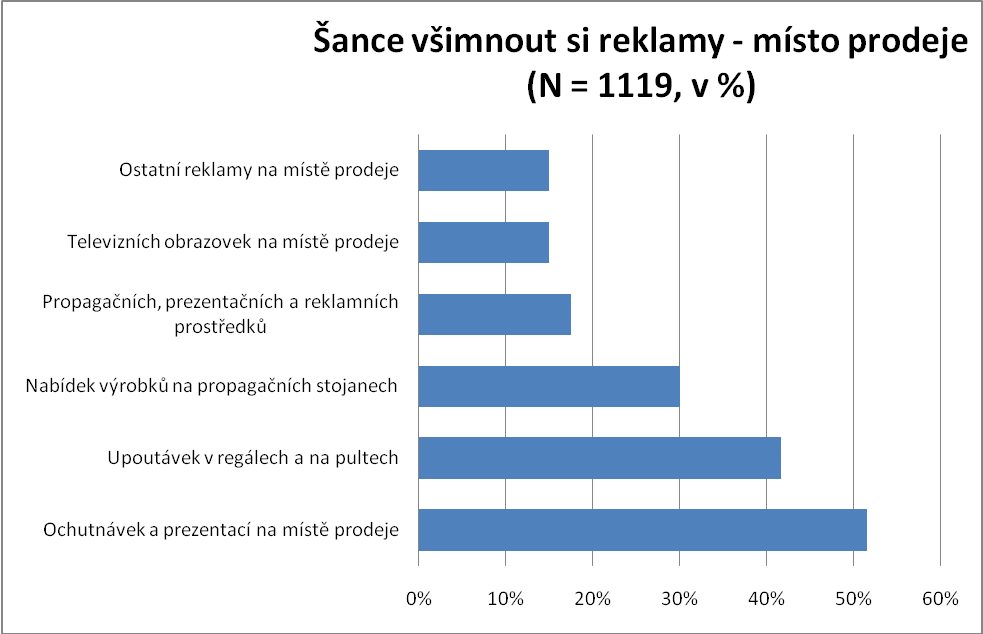 Šance všimnout si reklamy - místo prodeje
(N = 1119, v %)
Ostatní reklamy na místě prodeje
Televizních obrazovek na místě prodeje
Propagačních, prezentačních a reklamních
prostředků
Nabídek výrobků na propagačních stojanech
Upoutávek v regálech a na pultech
Ochutnávek a prezentací na místě prodeje
0% 10% 20% 30% 40% 50% 60%